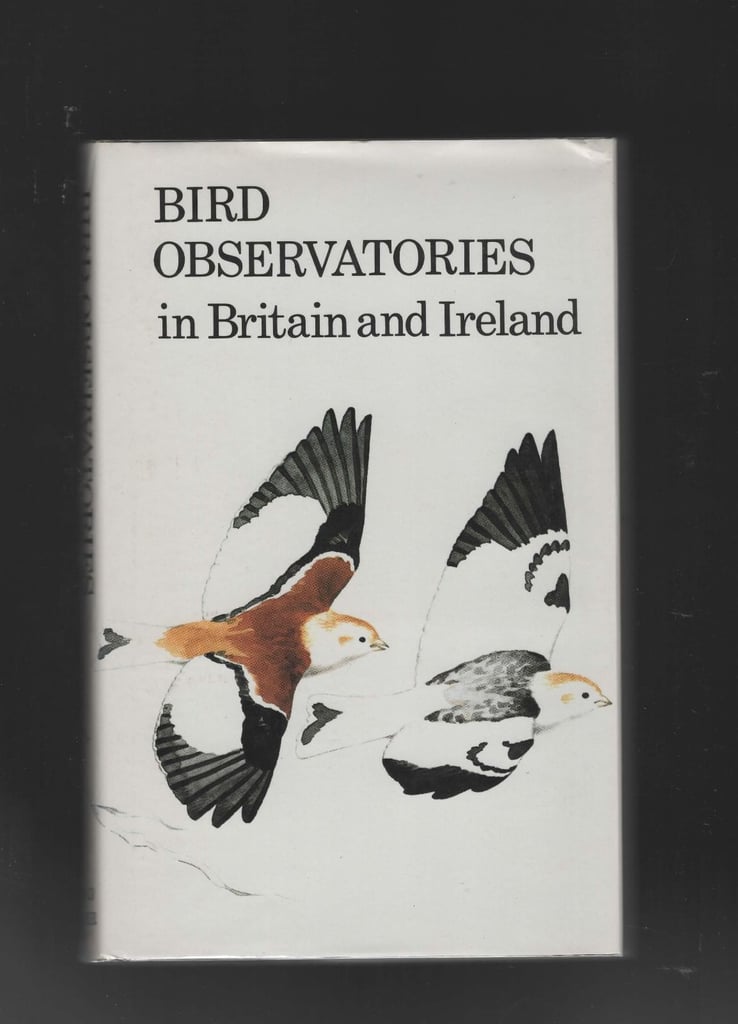 BIRD
OBSERVATORIES
in Britain and Ireland